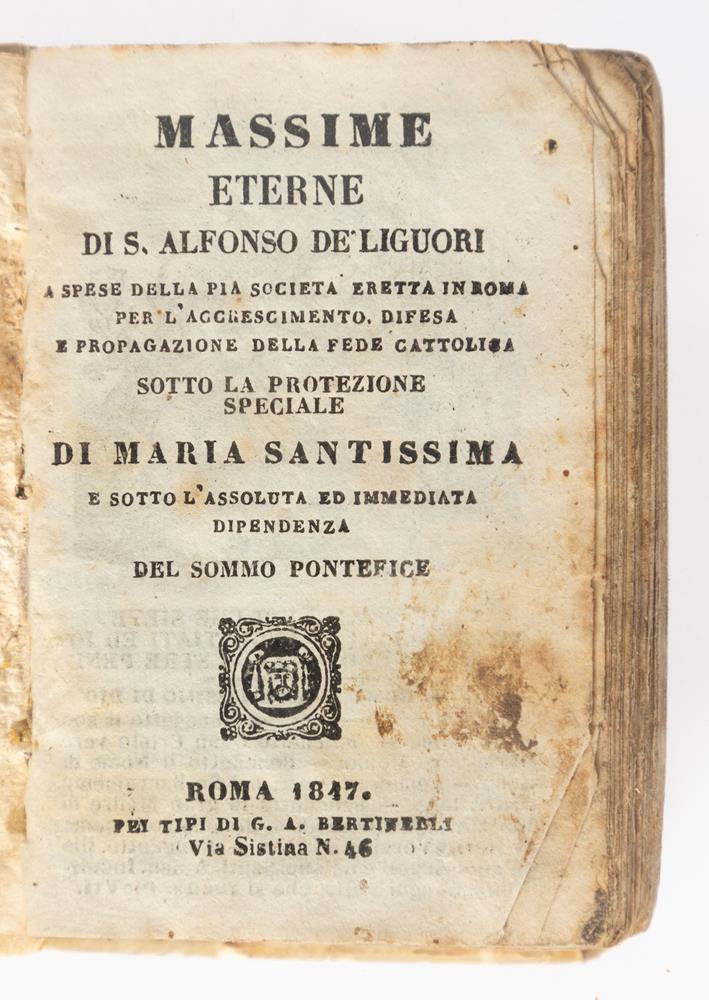 MASSIME
ETERNE
DI S. ALFONSO DE' LIGUORI
A SPESE DELLA PIA SOCIETA' ERETTA IN ROMA
PER L'ACCRESCIMENTO, DIFESA
E PROPAGAZIONE DELLA FEDE CATTOLICA
SOTTO LA PROTEZIONE
SPECIALE
DI MARIA SANTISSIMA
E SOTTO L'ASSOLUTA ED IMMEDIATA
DIPENDENZA
DEL SOMMO PONTEFICE
ROMA 1847.
PEI TIPI DI G. A. BERTINELLI
Via Sistina N. 46